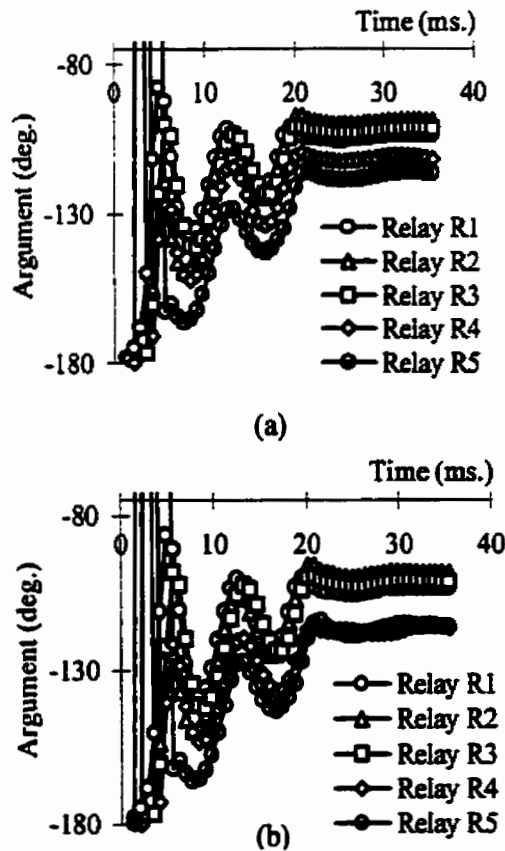 Time (ms.)
-80
0
10
20
30
40
-130
-180
Argument (deg.)
Relay R1
Relay R2
Relay R3
Relay R4
Relay R5
(a)
Time (ms.)
-80
0
10
20
30
40
-130
-180
Argument (deg.)
Relay R1
Relay R2
Relay R3
Relay R4
Relay R5
(b)